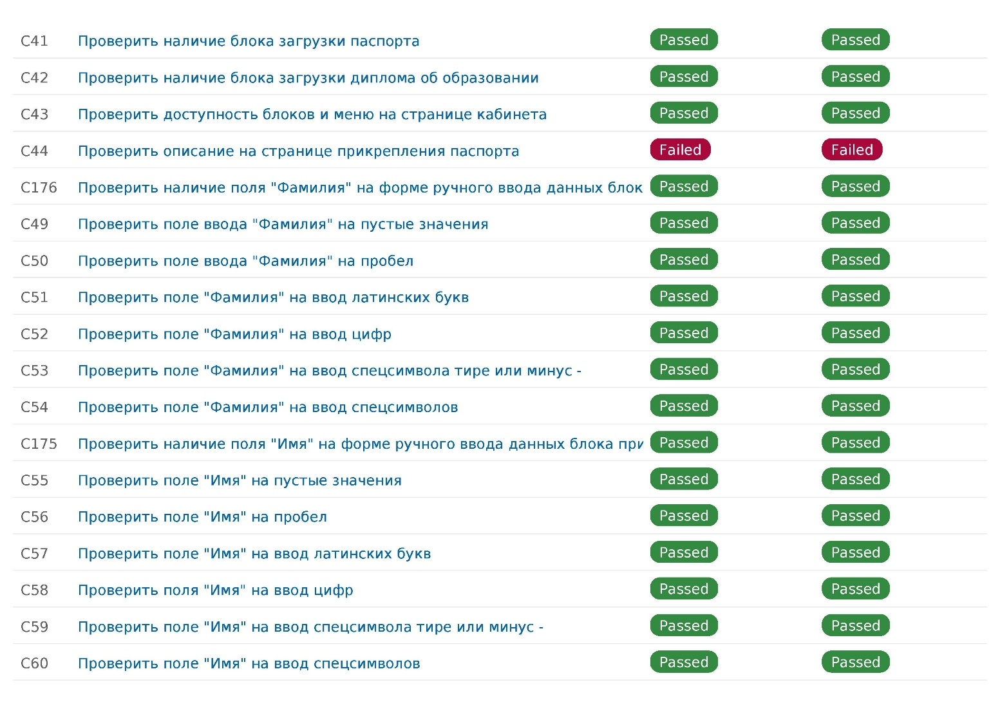 C41 Проверить наличие блока загрузки паспорта Passed Passed
C42 Проверить наличие блока загрузки диплома об образовании Passed Passed
C43 Проверить доступность блоков и меню на странице кабинета Passed Passed
C44 Проверить описание на странице прикрепления паспорта Failed Failed
C176 Проверить наличие поля "Фамилия" на форме ручного ввода данных блок Passed Passed
C49 Проверить поле ввода "Фамилия" на пустые значения Passed Passed
C50 Проверить поле ввода "Фамилия" на пробел Passed Passed
C51 Проверить поле "Фамилия" на ввод латинских букв Passed Passed
C52 Проверить поле "Фамилия" на ввод цифр Passed Passed
C53 Проверить поле "Фамилия" на ввод спецсимвола тире или минус - Passed Passed
C54 Проверить поле "Фамилия" на ввод спецсимволов Passed Passed
C175 Проверить наличие поля "Имя" на форме ручного ввода данных блока при Passed Passed
C55 Проверить поле "Имя" на пустые значения Passed Passed
C56 Проверить поле "Имя" на пробел Passed Passed
C57 Проверить поле "Имя" на ввод латинских букв Passed Passed
C58 Проверить поля "Имя" на ввод цифр Passed Passed
C59 Проверить поле "Имя" на ввод спецсимвола тире или минус - Passed Passed
C60 Проверить поле "Имя" на ввод спецсимволов Passed Passed